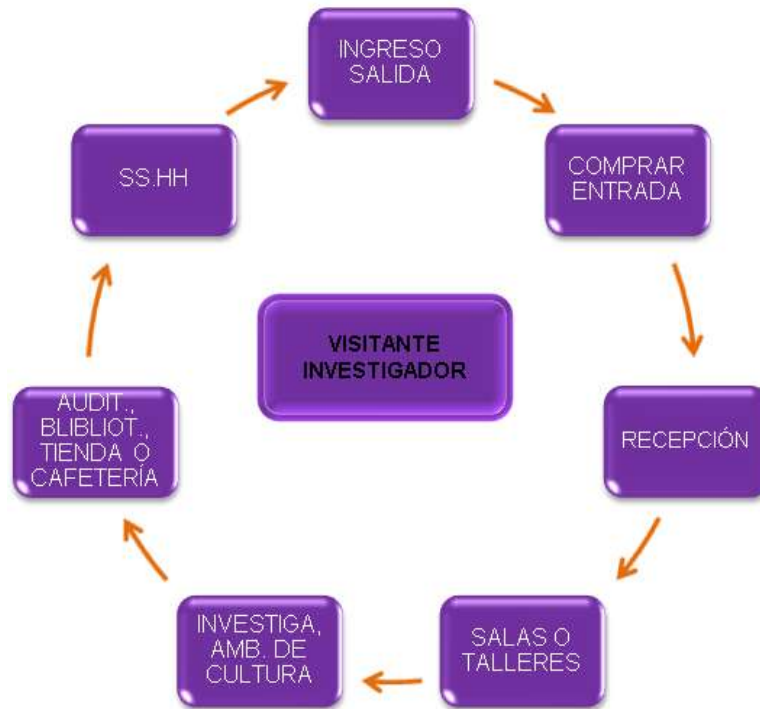 INGRESO
SALIDA
COMPRAR
ENTRADA
RECEPCIÓN
SALAS O
TALLERES
INVESTIGA,
AMB. DE
CULTURA
AUDIT.,
BLIBLIOT.,
TIENDA O
CAFETERÍA
SS.HH
VISITANTE
INVESTIGADOR